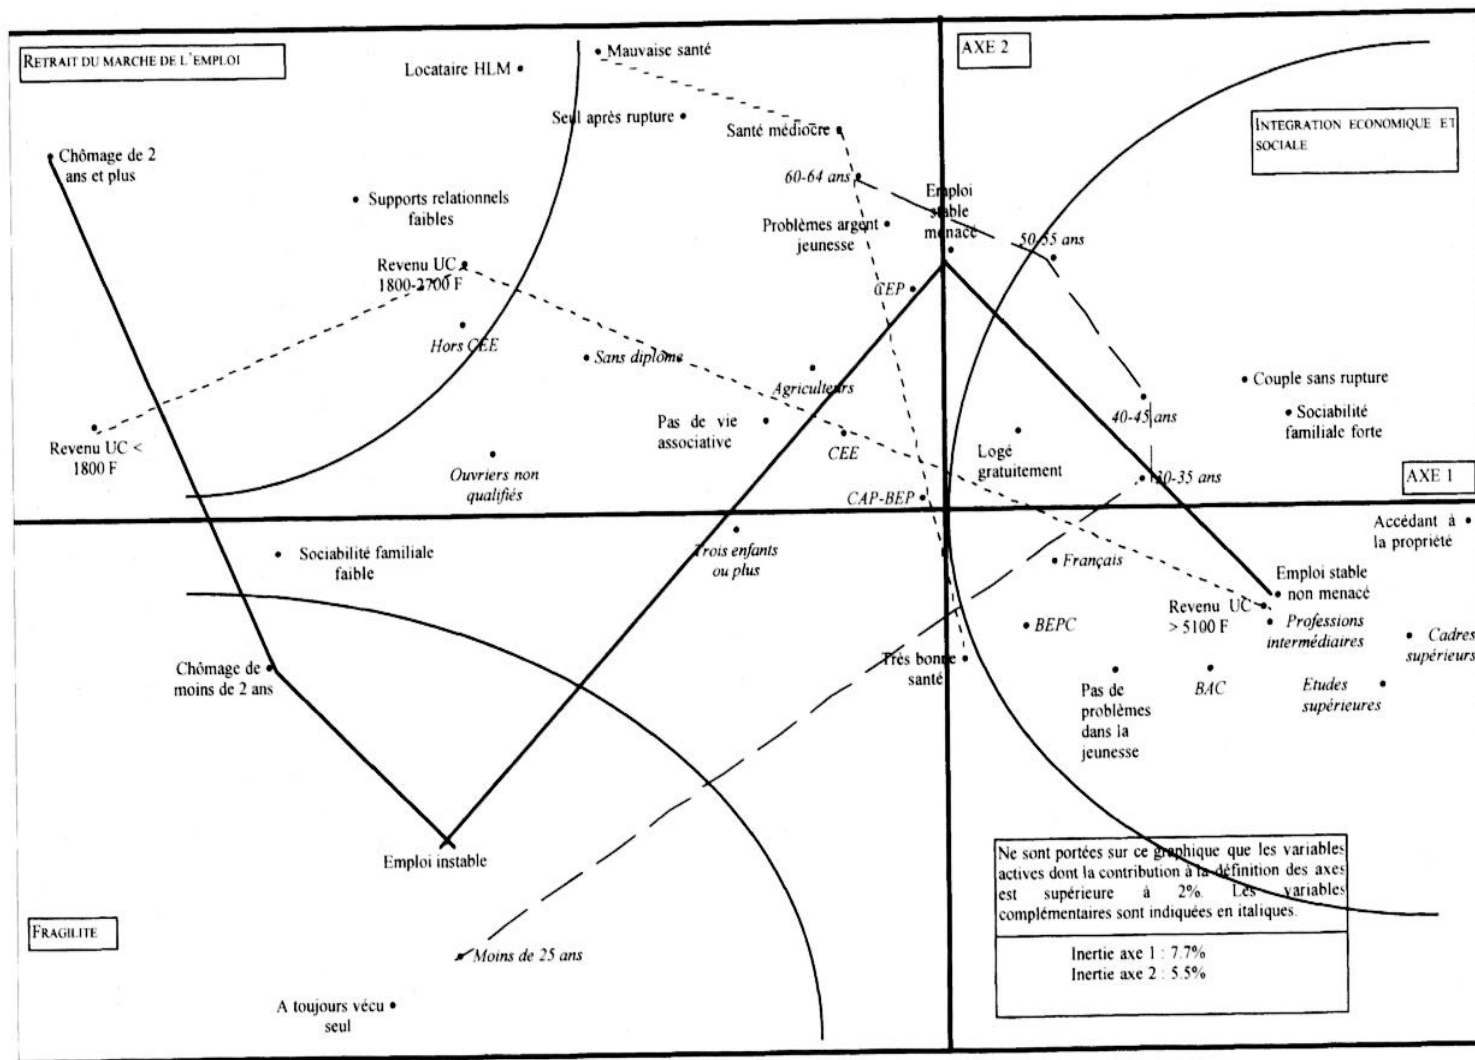 RETRAIT DU MARCHE DE L'EMPLOI
Locataire HLM
Mauvaise santé
AXE 2
Seul après rupture
Santé médiocre
INTEGRATION ECONOMIQUE ET
SOCIALE
Chômage de 2
ans et plus
60-64 ans
Emploi
stable
menacé
Supports relationnels
faibles
Problèmes argent
jeunesse
50-55 ans
Revenu UC
1800-2700 F
CEP
Hors CEE
Sans diplôme
Agriculteurs
Couple sans rupture
40-45 ans
Sociabilité
familiale forte
Revenu UC <
1800 F
Pas de vie
associative
CEE
Logé
gratuitement
Ouvriers non
qualifiés
CAP-BEP
30-35 ans
AXE 1
Accédant à
la propriété
Sociabilité familiale
faible
Trois enfants
ou plus
Français
Emploi stable
non menacé
Revenu UC
> 5100 F
BEPC
Professions
intermédiaires
Cadres
supérieurs
Chômage de
moins de 2 ans
Très bonne
santé
Pas de
problèmes
dans la
jeunesse
BAC
Etudes
supérieures
Emploi instable
Ne sont portées sur ce graphique que les variables
actives dont la contribution à la définition des axes
est supérieure à 2%. Les variables
complémentaires sont indiquées en italiques.
Inertie axe 1 : 7.7%
Inertie axe 2 : 5.5%
FRAGILITE
Moins de 25 ans
A toujours vécu
seul